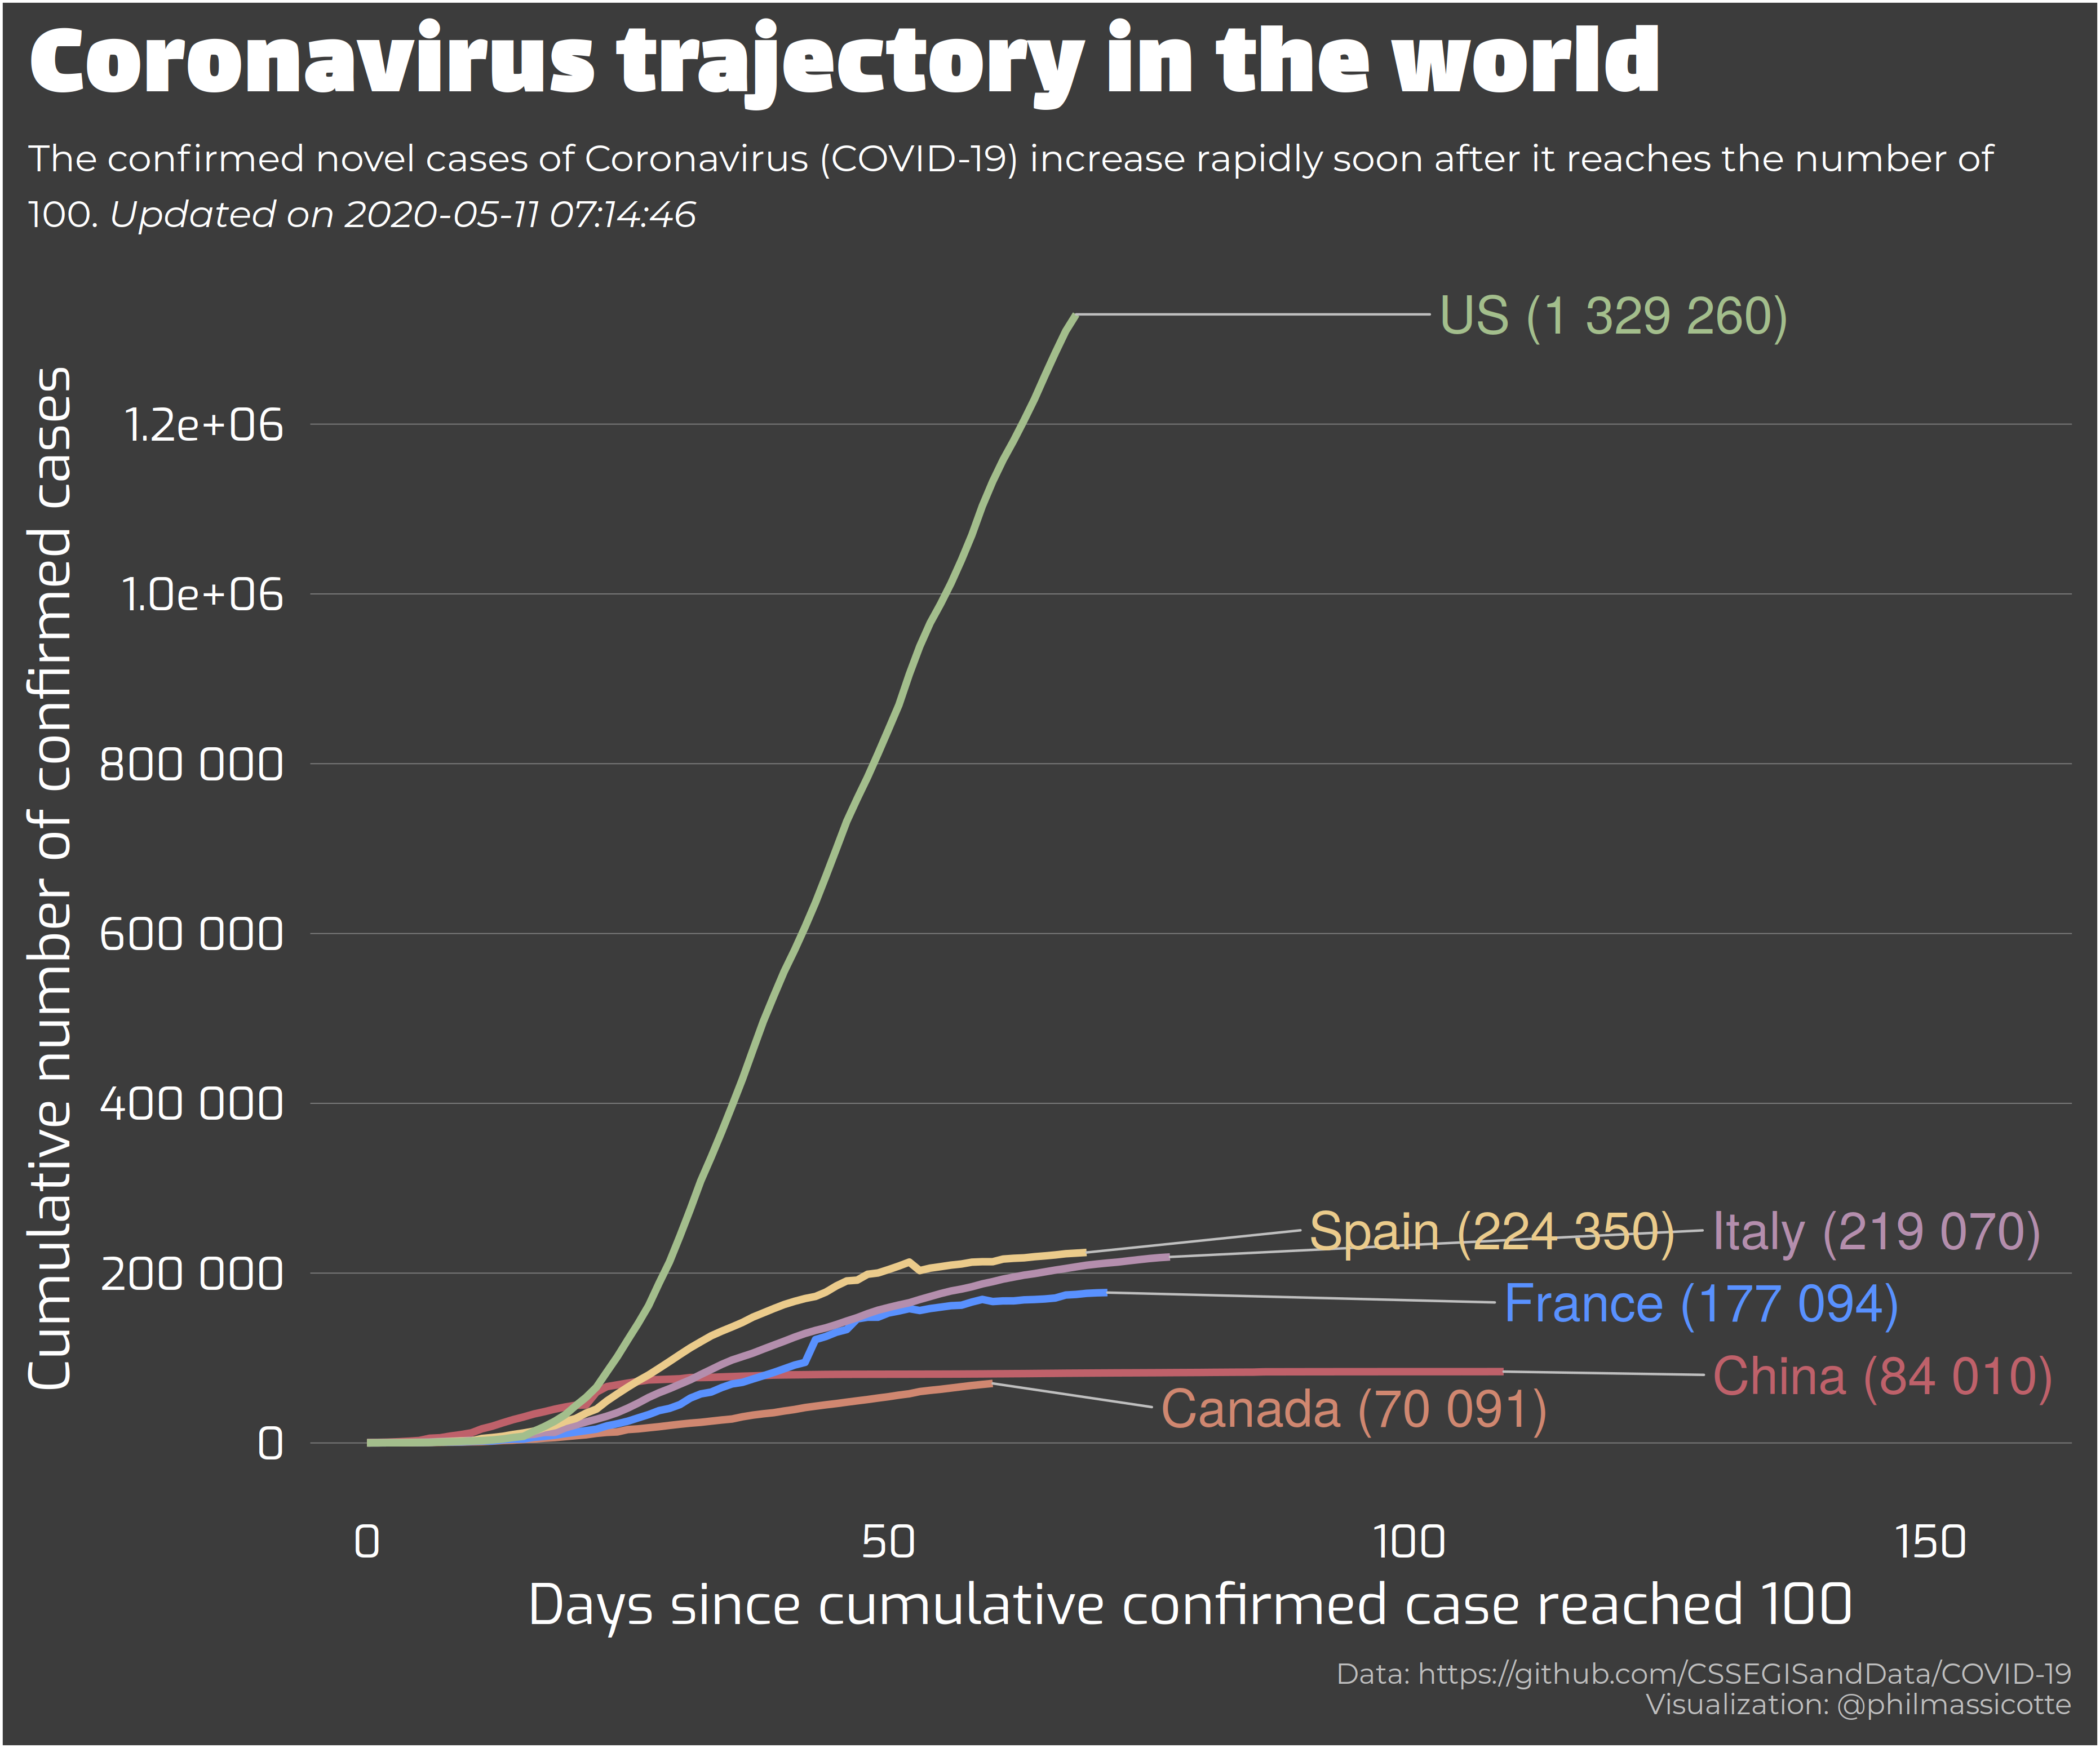 Coronavirus trajectory in the world
The confirmed novel cases of Coronavirus (COVID-19) increase rapidly soon after it reaches the number of
100. Updated on 2020-05-11 07:14:46
Cumulative number of confirmed cases
1.2e+06
1.0e+06
800 000
600 000
400 000
200 000
0
US (1 329 260)
Spain (224 350)
Italy (219 070)
France (177 094)
China (84 010)
Canada (70 091)
0
50
100
150
Days since cumulative confirmed case reached 100
Data: https://github.com/CSSEGISandData/COVID-19
Visualization: @philmassicotte